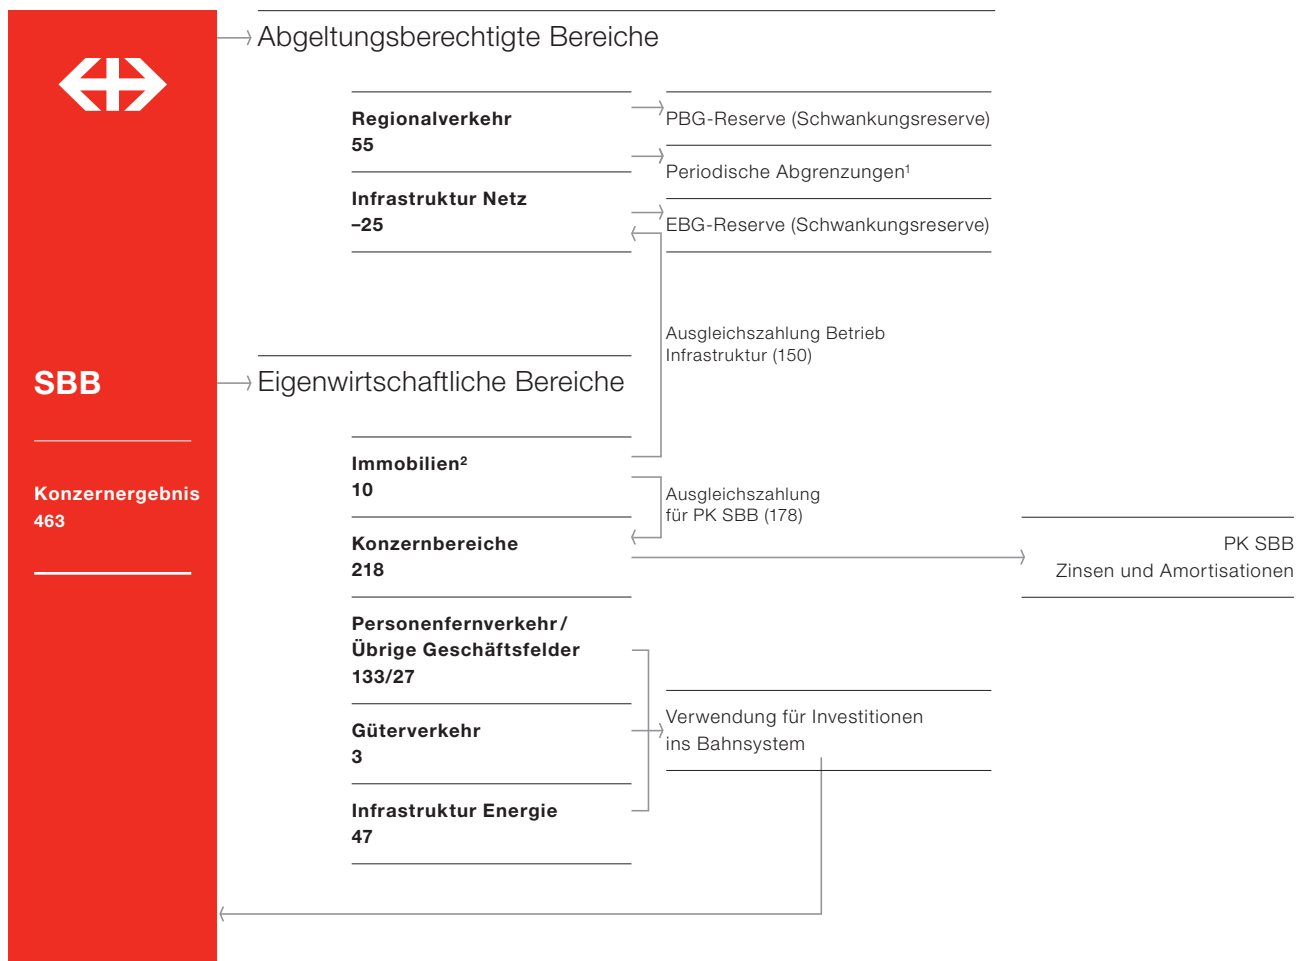 Abgeltungsberechtigte Bereiche
Regionalverkehr
55
PBG-Reserve (Schwankungsreserve)
Periodische Abgrenzungen¹
Infrastruktur Netz
–25
EBG-Reserve (Schwankungsreserve)
Ausgleichszahlung Betrieb
Infrastruktur (150)
SBB
Konzernergebnis
463
Eigenwirtschaftliche Bereiche
Immobilien²
10
Ausgleichszahlung
für PK SBB (178)
Konzernbereiche
218
PK SBB
Zinsen und Amortisationen
Personenfernverkehr/
Übrige Geschäftsfelder
133/27
Güterverkehr
3
Verwendung für Investitionen
ins Bahnsystem
Infrastruktur Energie
47